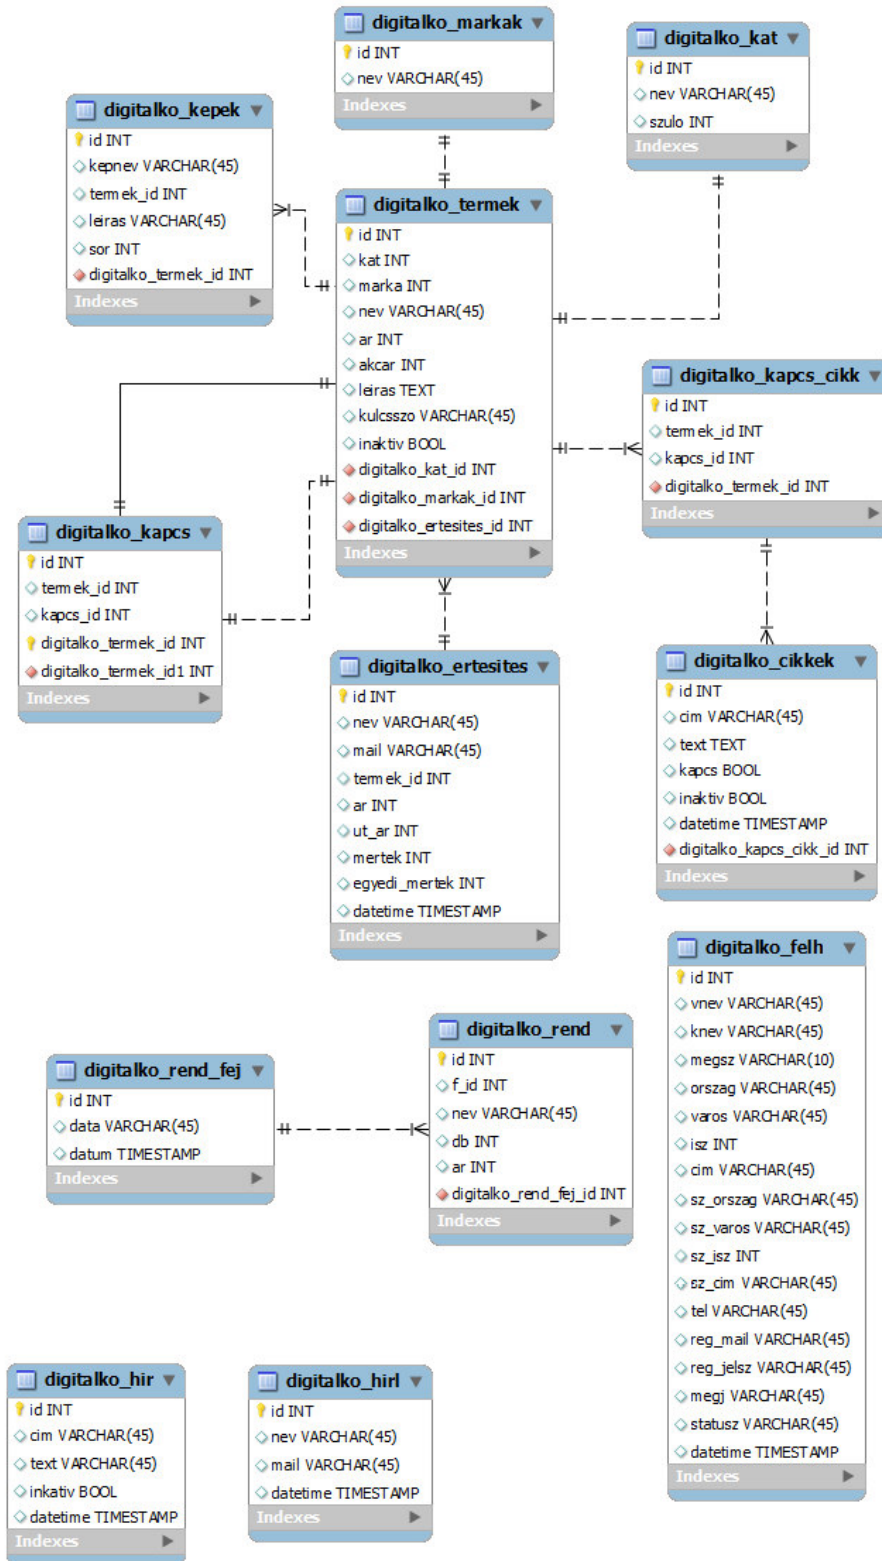 digitalko_markak
id INT
nev VARCHAR(45)
Indexes
digitalko_kat
id INT
nev VARCHAR(45)
szulo INT
Indexes
digitalko_kepek
id INT
kepnev VARCHAR(45)
termek_id INT
leiras VARCHAR(45)
sor INT
digitalko_termek_id INT
Indexes
digitalko_termek
id INT
kat INT
marka INT
nev VARCHAR(45)
ar INT
akcar INT
leiras TEXT
kulcsszo VARCHAR(45)
inaktiv BOOL
digitalko_kat_id INT
digitalko_markak_id INT
digitalko_ertesites_id INT
Indexes
digitalko_kapcs_cikk
id INT
termek_id INT
kapcs_id INT
digitalko_termek_id INT
Indexes
digitalko_kapcs
id INT
termek_id INT
kapcs_id INT
digitalko_termek_id INT
digitalko_termek_id1 INT
Indexes
digitalko_ertesites
id INT
nev VARCHAR(45)
mail VARCHAR(45)
termek_id INT
ar INT
ut_ar INT
mertek INT
egyedi_mertek INT
datetime TIMESTAMP
Indexes
digitalko_cikkek
id INT
cim VARCHAR(45)
text TEXT
kapcs BOOL
inaktiv BOOL
datetime TIMESTAMP
digitalko_kapcs_cikk_id INT
Indexes
digitalko_felh
id INT
vnev VARCHAR(45)
knev VARCHAR(45)
megsz VARCHAR(10)
orszag VARCHAR(45)
varos VARCHAR(45)
isz INT
cim VARCHAR(45)
sz_orszag VARCHAR(45)
sz_varos VARCHAR(45)
sz_isz INT
sz_cim VARCHAR(45)
tel VARCHAR(45)
reg_mail VARCHAR(45)
reg_jelsz VARCHAR(45)
megj VARCHAR(45)
statusz VARCHAR(45)
datetime TIMESTAMP
Indexes
digitalko_rend_fej
id INT
data VARCHAR(45)
datum TIMESTAMP
Indexes
digitalko_rend
id INT
f_id INT
nev VARCHAR(45)
db INT
ar INT
digitalko_rend_fej_id INT
Indexes
digitalko_hir
id INT
cim VARCHAR(45)
text VARCHAR(45)
inkativ BOOL
datetime TIMESTAMP
Indexes
digitalko_hirl
id INT
nev VARCHAR(45)
mail VARCHAR(45)
datetime TIMESTAMP
Indexes